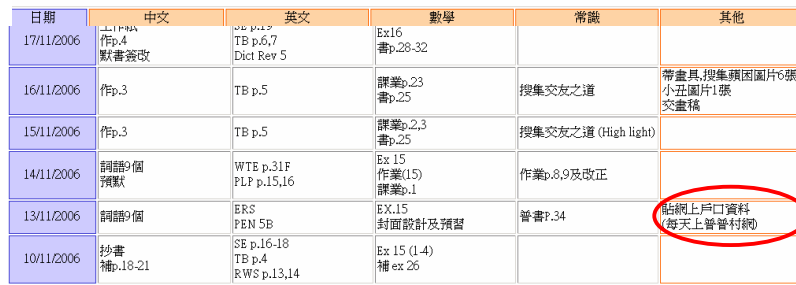 日期 中文 英文 數學 常識 其他
17/11/2006
作p.4
默書簽改
TB p.6,7
Dict Rev 5
Ex16
書p.28-32
16/11/2006
作p.3
TB p.5
課業p.23
書p.25
搜集交友之道
帶畫具,搜集蘋困圖片6張
小丑圖片1張
交畫稿
15/11/2006
作p.3
TB p.5
課業p.2,3
書p.25
搜集交友之道 (High light)
14/11/2006
詞語9個
預默
WTE p.31F
PLP p.15,16
Ex 15
作業(15)
課業p.1
作業p.8,9及改正
13/11/2006
詞語9個
ERS
PEN 5B
EX.15
封面設計及預習
普書P.34
貼網上戶口資料
(每天上普普村網)
10/11/2006
抄書
補p.18-21
SE p.16-18
TB p.4
RWS p.13,14
Ex 15 (1-4)
補 ex 26